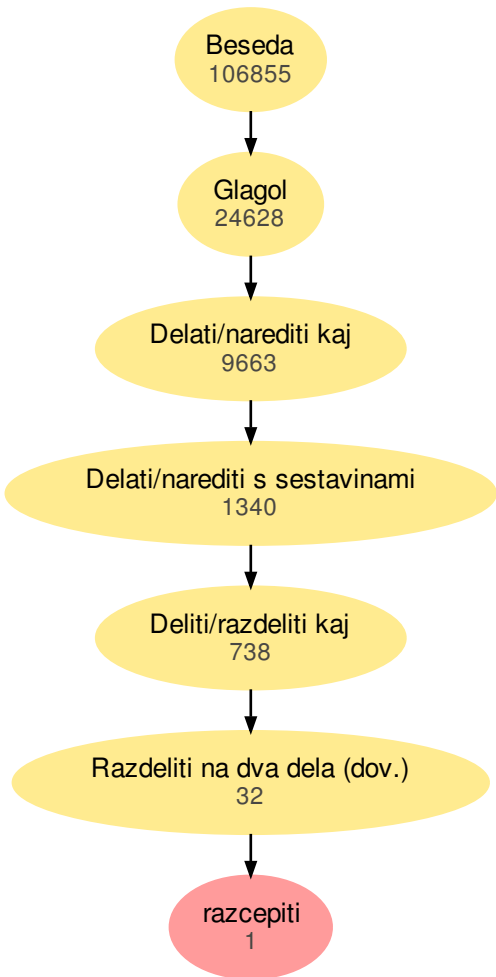 Beseda
106855
Glagol
24628
Delati/narediti kaj
9663
Delati/narediti s sestavinami
1340
Deliti/razdeliti kaj
738
Razdeliti na dva dela (dov.)
32
razcepiti
1